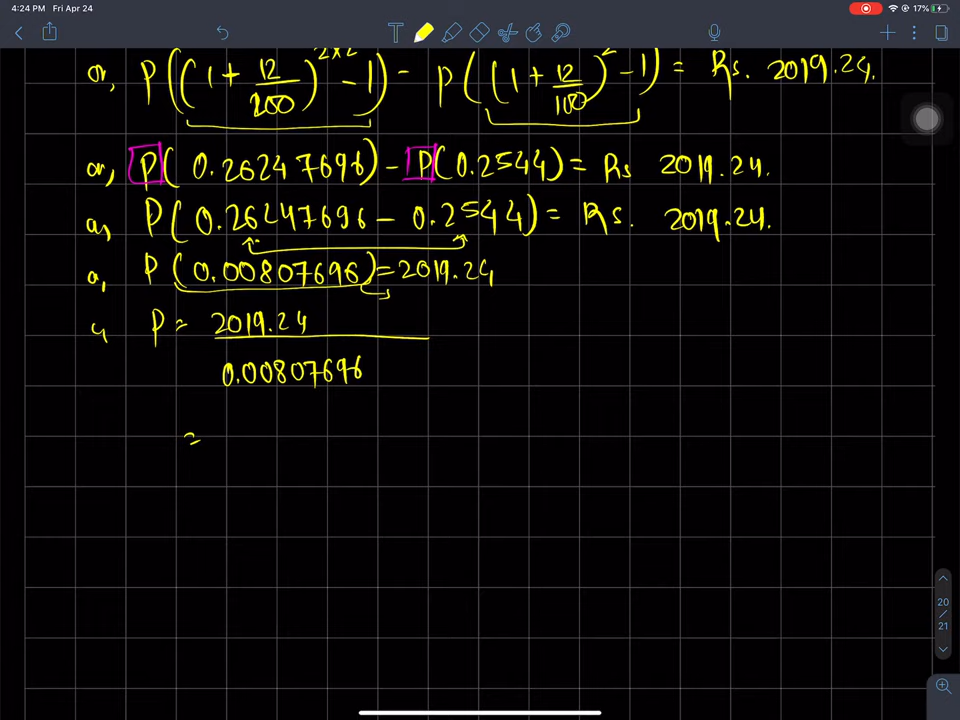 4:24 PM Fri Apr 24 17%
T
or, P((1 + 12/200)^2×2 - 1) - P((1 + 12/100)^2 - 1) = Rs. 2019.24.
or, P(0.26247696) - P(0.2544) = Rs 2019.24.
or, P(0.26247696 - 0.2544) = Rs. 2019.24.
or, P(0.00807696) = 2019.24
P = 2019.24
0.00807696
=
20
/
21